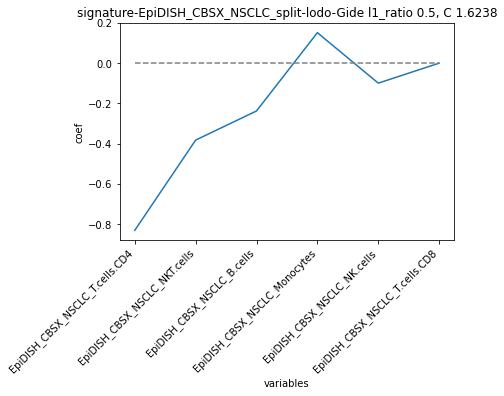 signature-EpiDISH_CBSX_NSCLC_split-lodo-Gide l1_ratio 0.5, C 1.6238
0.2
0.0
−0.2
−0.4
−0.6
−0.8
coef
EpiDISH_CBSX_NSCLC_T.cells.CD4
EpiDISH_CBSX_NSCLC_NKT.cells
EpiDISH_CBSX_NSCLC_B.cells
EpiDISH_CBSX_NSCLC_Monocytes
EpiDISH_CBSX_NSCLC_NK.cells
EpiDISH_CBSX_NSCLC_T.cells.CD8
variables